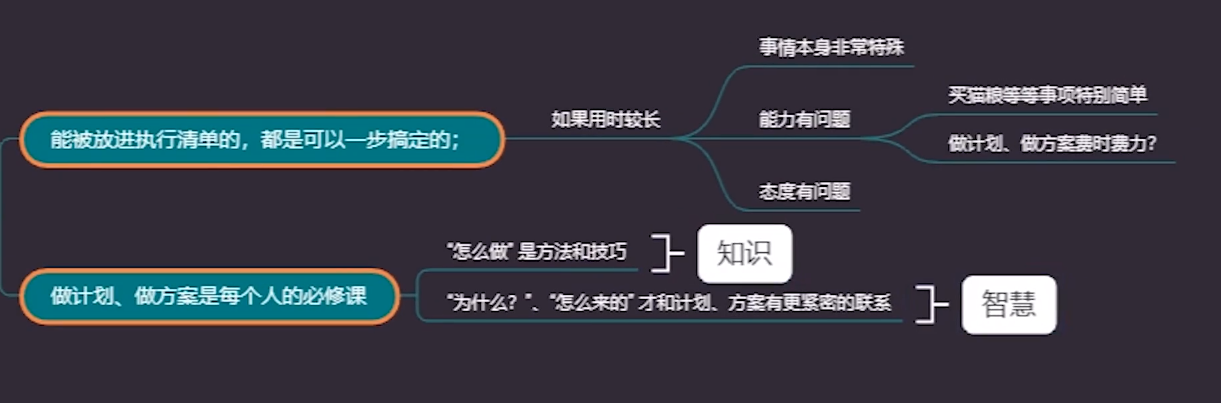 能被放进执行清单的，都是可以一步搞定的；
如果用时较长
事情本身非常特殊
能力有问题
买猫粮等等事项特别简单
做计划、做方案费时费力？
态度有问题
做计划、做方案是每个人的必修课
“怎么做” 是方法和技巧
知识
“为什么？”、“怎么来的” 才和计划、方案有更紧密的联系
智慧